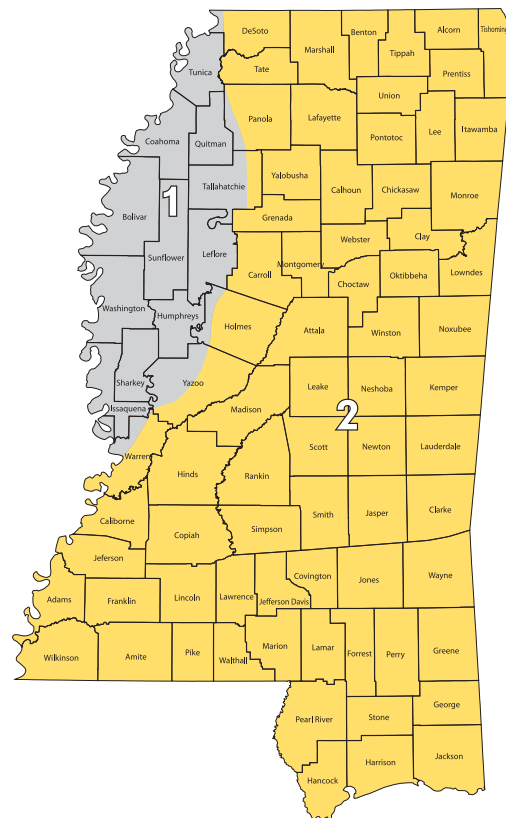 DeSoto
Marshall
Benton
Tippah
Alcorn
Tishoming
Tunica
Tate
Prentiss
Union
Panola
Lafayette
Pontotoc
Lee
Itawamba
Coahoma
Quitman
Tallahatchie
Yalobusha
Calhoun
Chickasaw
Monroe
1
Bolivar
Grenada
Sunflower
Leflore
Webster
Clay
Carroll
Montgomery
Choctaw
Oktibbeha
Lowndes
Washington
Humphreys
Holmes
Attala
Winston
Noxubee
Sharkey
Yazoo
Leake
Neshoba
Kemper
Issaquena
Madison
2
Warren
Scott
Newton
Lauderdale
Hinds
Rankin
Caliborne
Copiah
Simpson
Smith
Jasper
Clarke
Jeferson
Covington
Jones
Wayne
Adams
Franklin
Lincoln
Lawrence
Jefferson Davis
Wilkinson
Amite
Pike
Walthall
Marion
Lamar
Forrest
Perry
Greene
George
Pearl River
Stone
Jackson
Harrison
Hancock